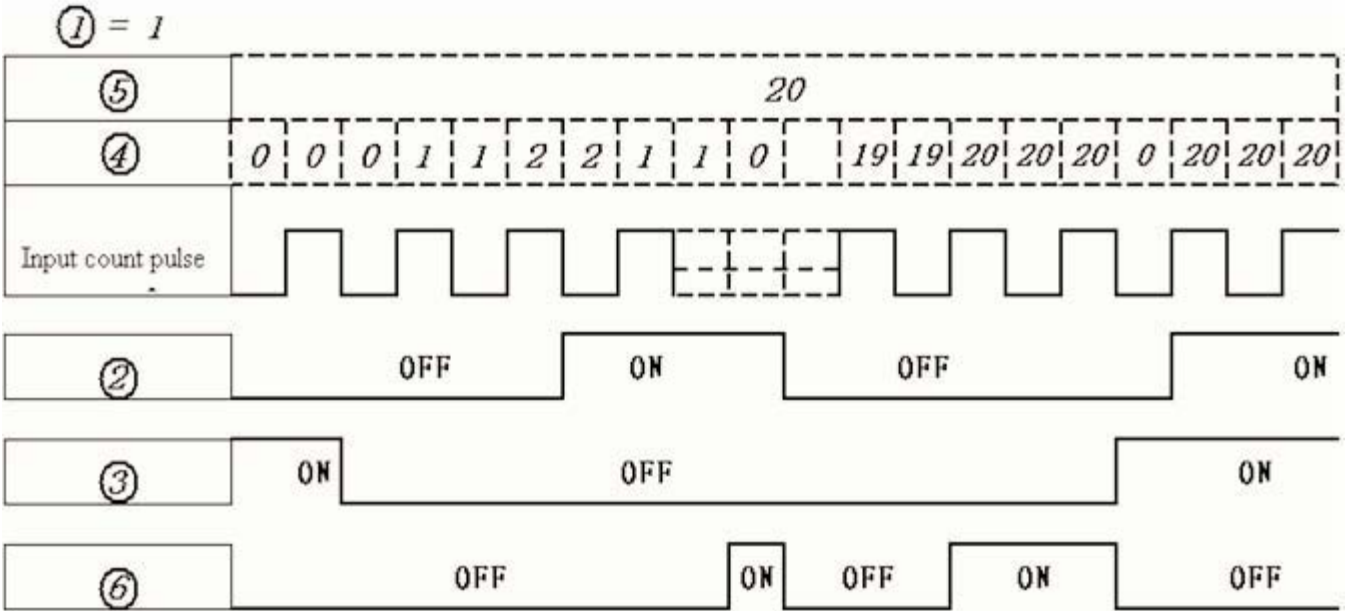 ① = 1
⑤ 20
④ 0 0 0 1 1 2 2 1 1 0 19 19 20 20 20 0 20 20 20
Input count pulse
② OFF ON OFF ON
③ ON OFF ON
⑥ OFF ON OFF ON OFF